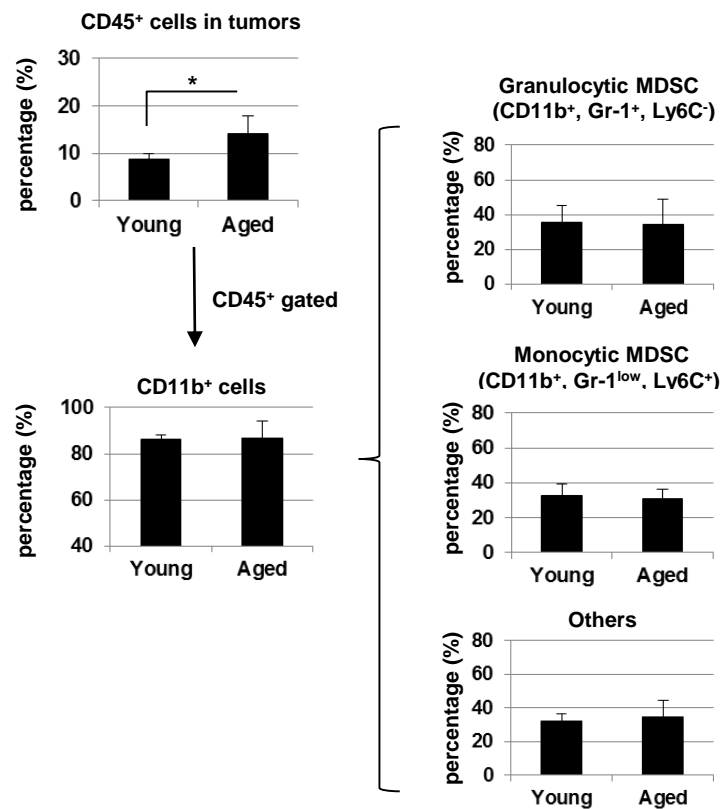 CD45⁺ cells in tumors
percentage (%)
30
20
10
0
*
Young Aged
CD45⁺ gated
CD11b⁺ cells
percentage (%)
100
80
60
40
Young Aged
Granulocytic MDSC
(CD11b⁺, Gr-1⁺, Ly6C⁻)
percentage (%)
80
60
40
20
0
Young Aged
Monocytic MDSC
(CD11b⁺, Gr-1ˡᵒʷ, Ly6C⁺)
percentage (%)
80
60
40
20
0
Young Aged
Others
percentage (%)
80
60
40
20
0
Young Aged